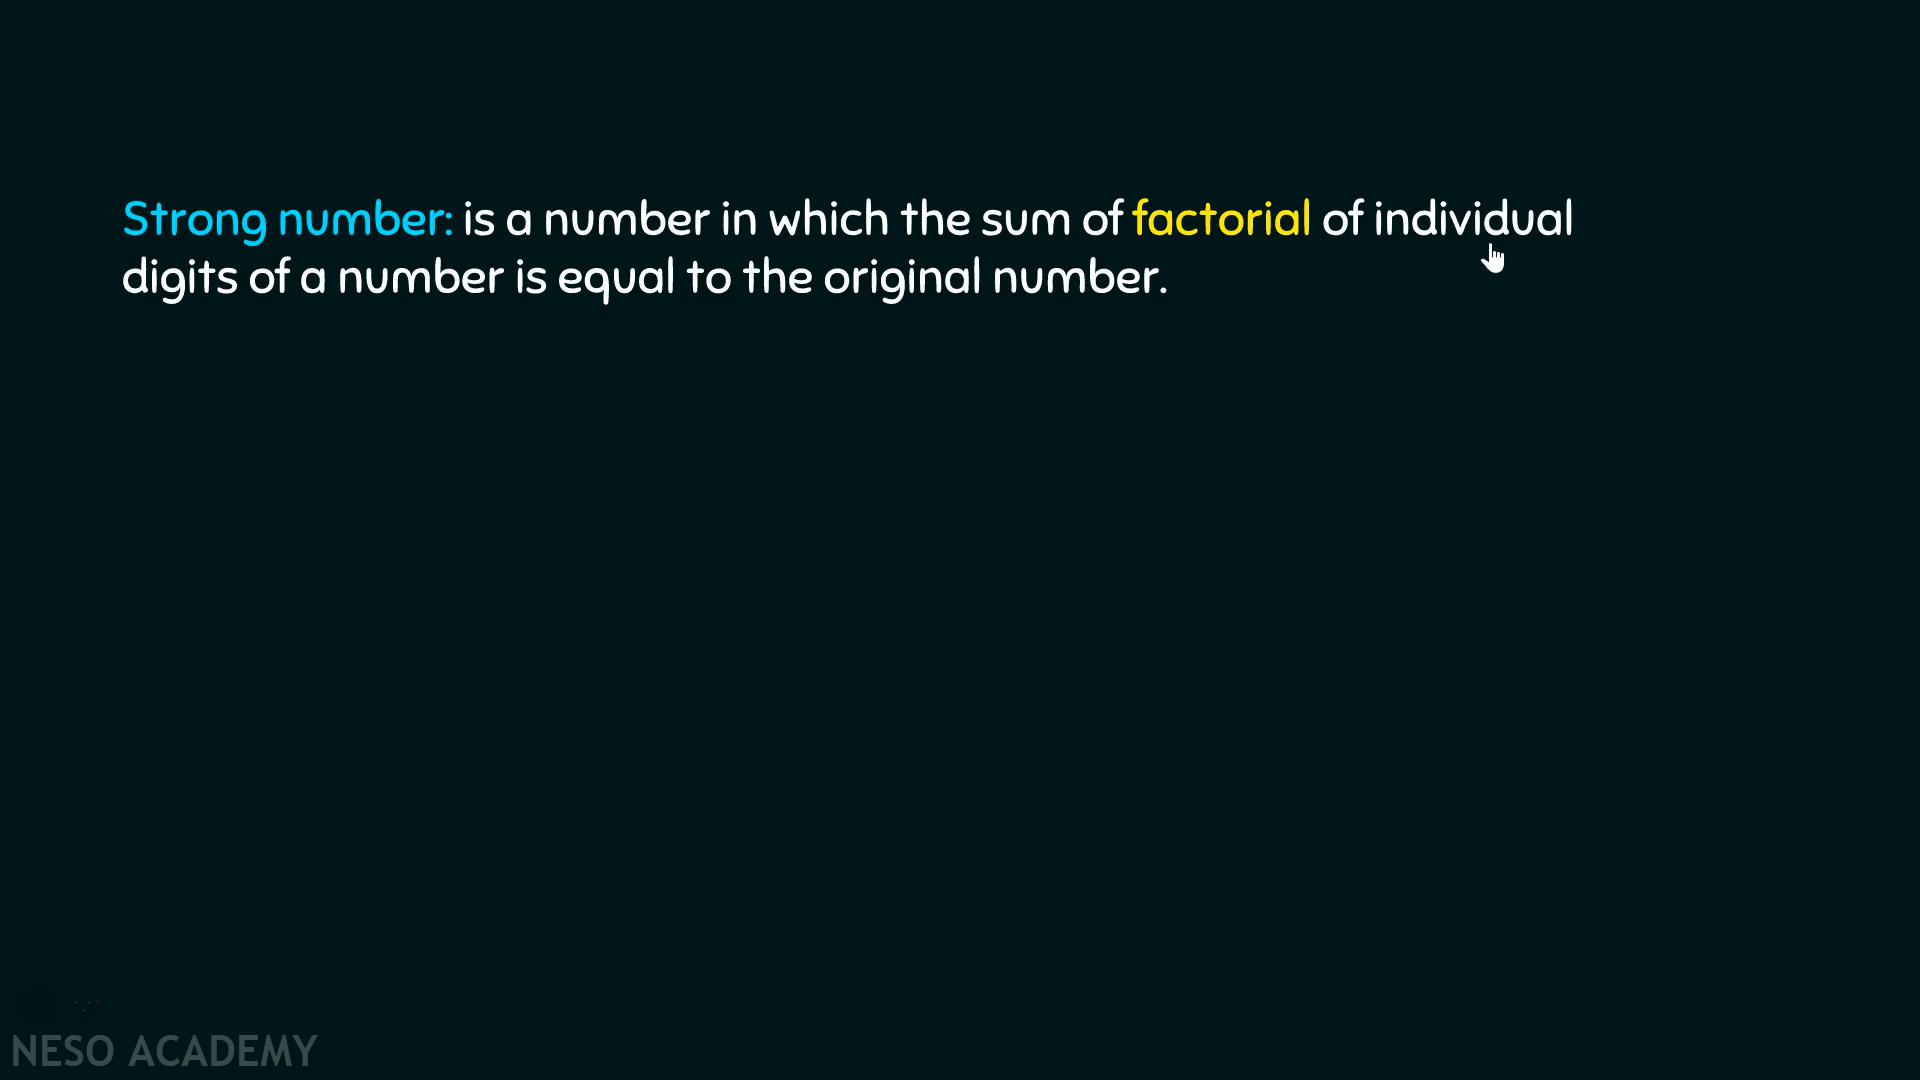 Strong number: is a number in which the sum of factorial of individual
digits of a number is equal to the original number.
NESO ACADEMY